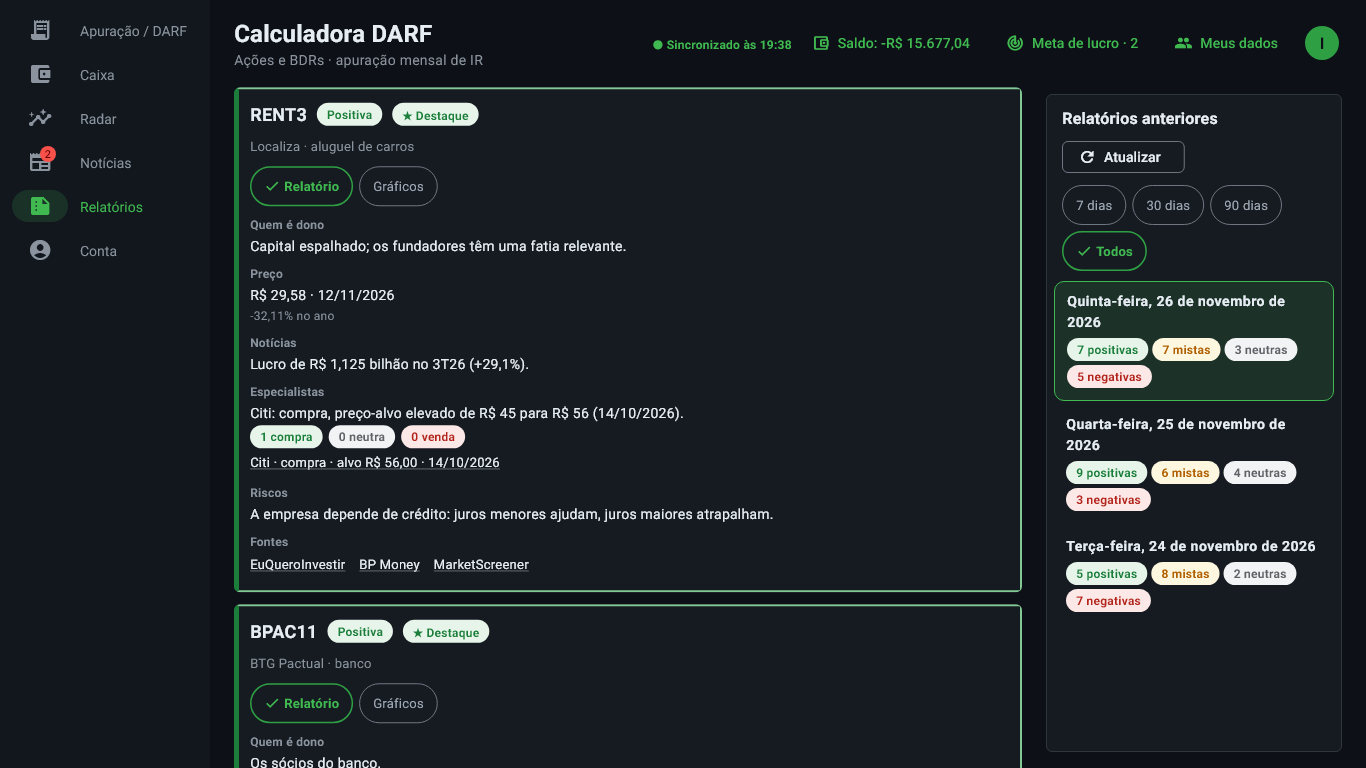 Apuração / DARF
Caixa
Radar
2
Notícias
Relatórios
Conta
Calculadora DARF
Ações e BDRs · apuração mensal de IR
Sincronizado às 19:38
Saldo: -R$ 15.677,04
Meta de lucro · 2
Meus dados
I
RENT3
Positiva
★ Destaque
Localiza · aluguel de carros
Relatório
Gráficos
Quem é dono
Capital espalhado; os fundadores têm uma fatia relevante.
Preço
R$ 29,58 · 12/11/2026
-32,11% no ano
Notícias
Lucro de R$ 1,125 bilhão no 3T26 (+29,1%).
Especialistas
Citi: compra, preço-alvo elevado de R$ 45 para R$ 56 (14/10/2026).
1 compra
0 neutra
0 venda
Citi · compra · alvo R$ 56,00 · 14/10/2026
Riscos
A empresa depende de crédito: juros menores ajudam, juros maiores atrapalham.
Fontes
EuQueroInvestir
BP Money
MarketScreener
BPAC11
Positiva
★ Destaque
BTG Pactual · banco
Relatório
Gráficos
Quem é dono
Os sócios do banco.
Relatórios anteriores
Atualizar
7 dias
30 dias
90 dias
Todos
Quinta-feira, 26 de novembro de
2026
7 positivas
7 mistas
3 neutras
5 negativas
Quarta-feira, 25 de novembro de
2026
9 positivas
6 mistas
4 neutras
3 negativas
Terça-feira, 24 de novembro de 2026
5 positivas
8 mistas
2 neutras
7 negativas